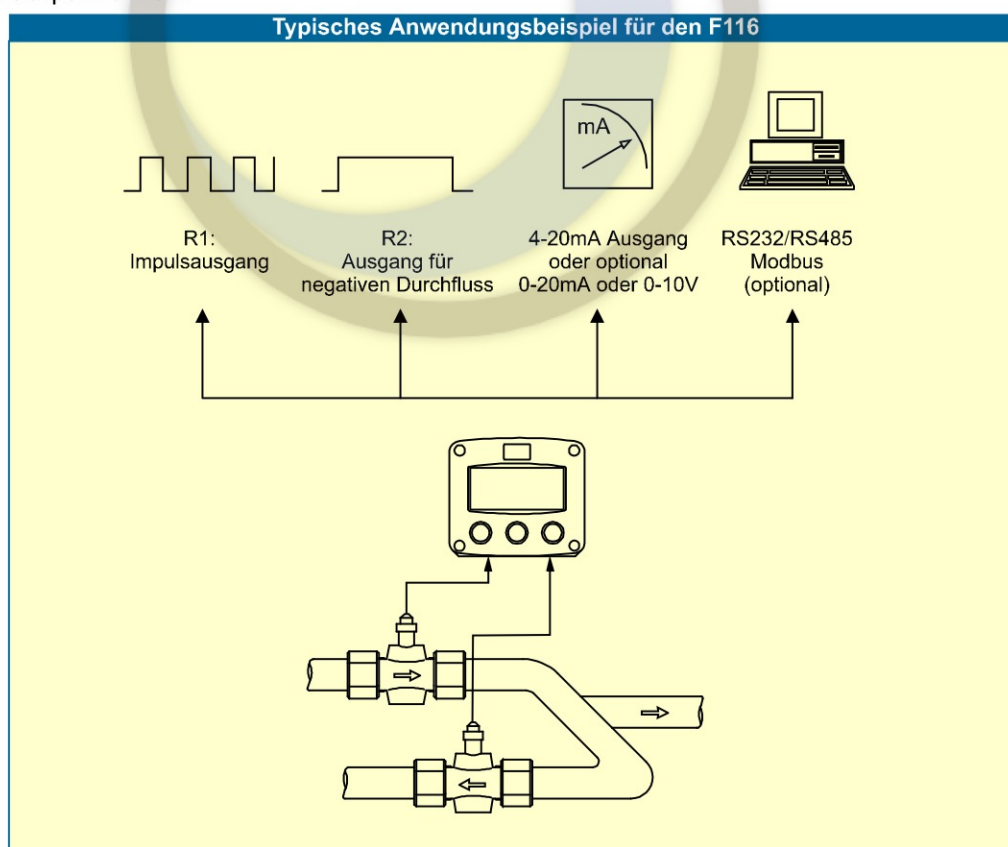 Typisches Anwendungsbeispiel für den F116
mA
R1:
Impulsausgang
R2:
Ausgang für
negativen Durchfluss
4-20mA Ausgang
oder optional
0-20mA oder 0-10V
RS232/RS485
Modbus
(optional)